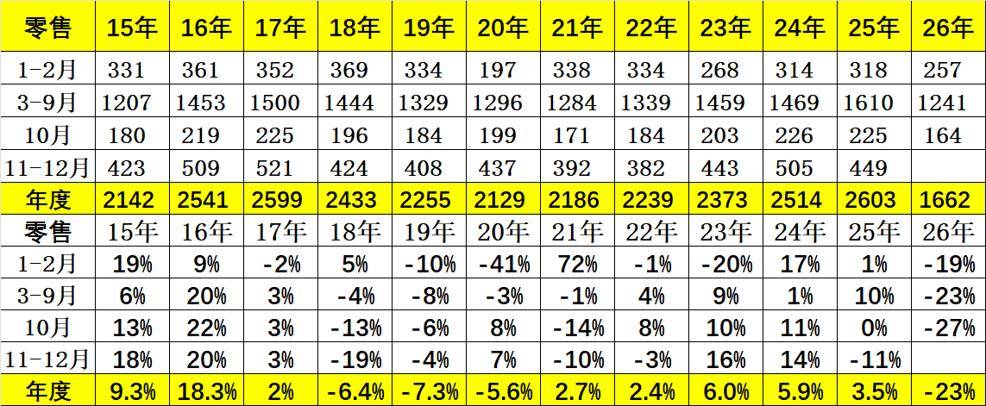 零售 15年 16年 17年 18年 19年 20年 21年 22年 23年 24年 25年 26年
1-2月 331 361 352 369 334 197 338 334 268 314 318 257
3-9月 1207 1453 1500 1444 1329 1296 1284 1339 1459 1469 1610 1241
10月 180 219 225 196 184 199 171 184 203 226 225 164
11-12月 423 509 521 424 408 437 392 382 443 505 449
年度 2142 2541 2599 2433 2255 2129 2186 2239 2373 2514 2603 1662
零售 15年 16年 17年 18年 19年 20年 21年 22年 23年 24年 25年 26年
1-2月 19% 9% -2% 5% -10% -41% 72% -1% -20% 17% 1% -19%
3-9月 6% 20% 3% -4% -8% -3% -1% 4% 9% 1% 10% -23%
10月 13% 22% 3% -13% -6% 8% -14% 8% 10% 11% 0% -27%
11-12月 18% 20% 3% -19% -4% 7% -10% -3% 16% 14% -11%
年度 9.3% 18.3% 2% -6.4% -7.3% -5.6% 2.7% 2.4% 6.0% 5.9% 3.5% -23%